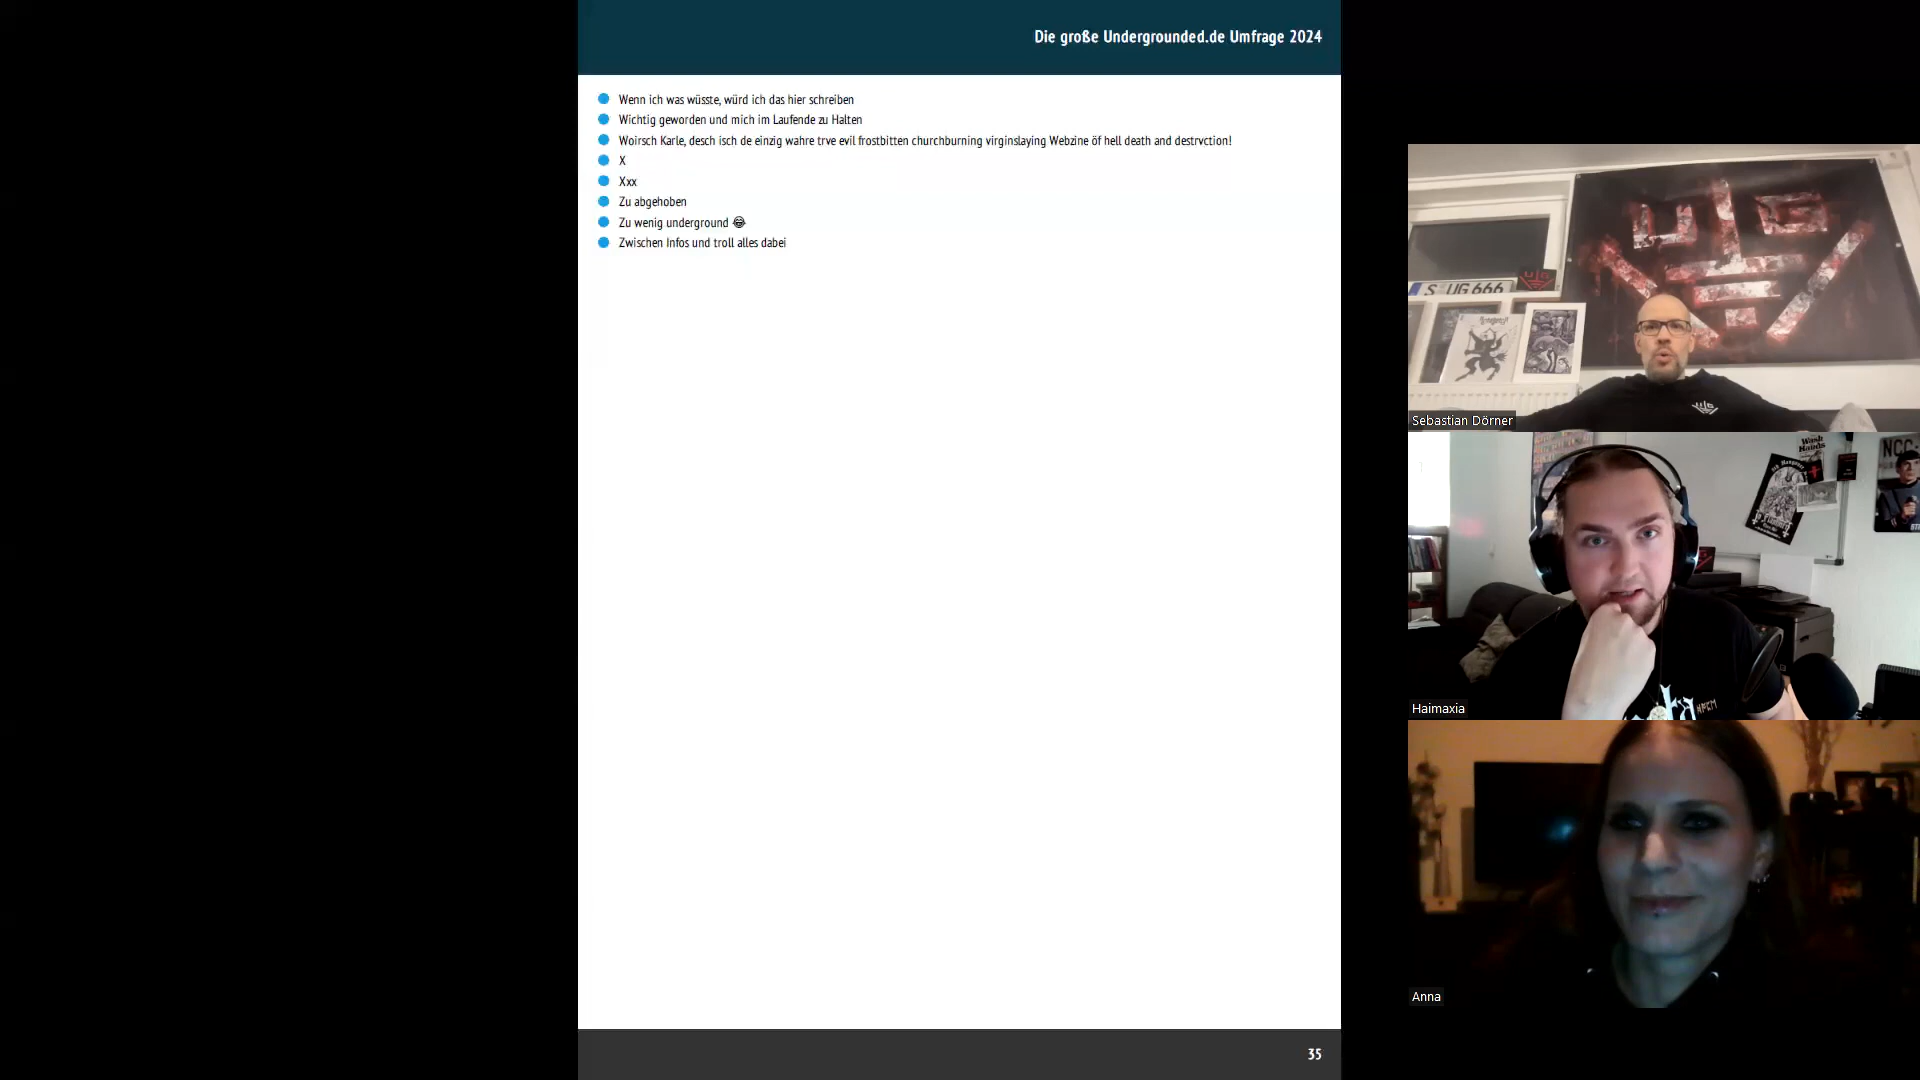 Die große Undergrounded.de Umfrage 2024
Wenn ich was wüsste, würd ich das hier schreiben
Wichtig geworden und mich im Laufende zu Halten
Woirsch Karle, desch isch de einzig wahre trve evil frostbitten churchburning virginslaying Webzine öf hell death and destrvction!
X
Xxx
Zu abgehoben
Zu wenig underground 😂
Zwischen Infos und troll alles dabei
35
S UG 666
Sebastian Dörner
Wash
Hands
NCC-
Haimaxia
Anna